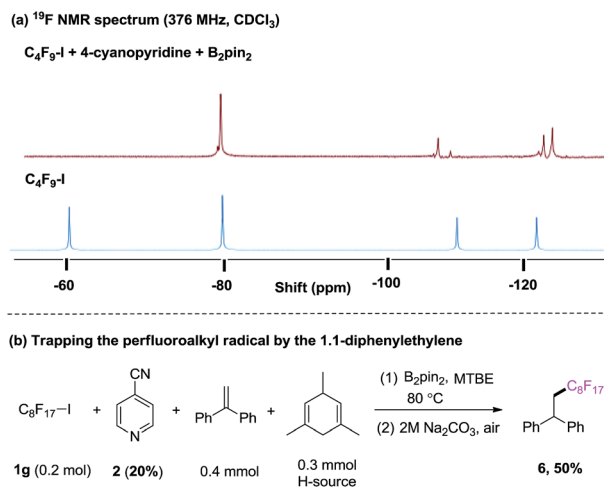 (a) ¹⁹F NMR spectrum (376 MHz, CDCl₃)
C₄F₉-I + 4-cyanopyridine + B₂pin₂
C₄F₉-I
-60 -80 Shift (ppm) -100 -120
(b) Trapping the perfluoroalkyl radical by the 1.1-diphenylethylene
CN
N
C₈F₁₇—I + + Ph Ph +
(1) B₂pin₂, MTBE
80 °C
(2) 2M Na₂CO₃, air
C₈F₁₇
Ph Ph
1g (0.2 mol) 2 (20%) 0.4 mmol 0.3 mmol
H-source
6, 50%